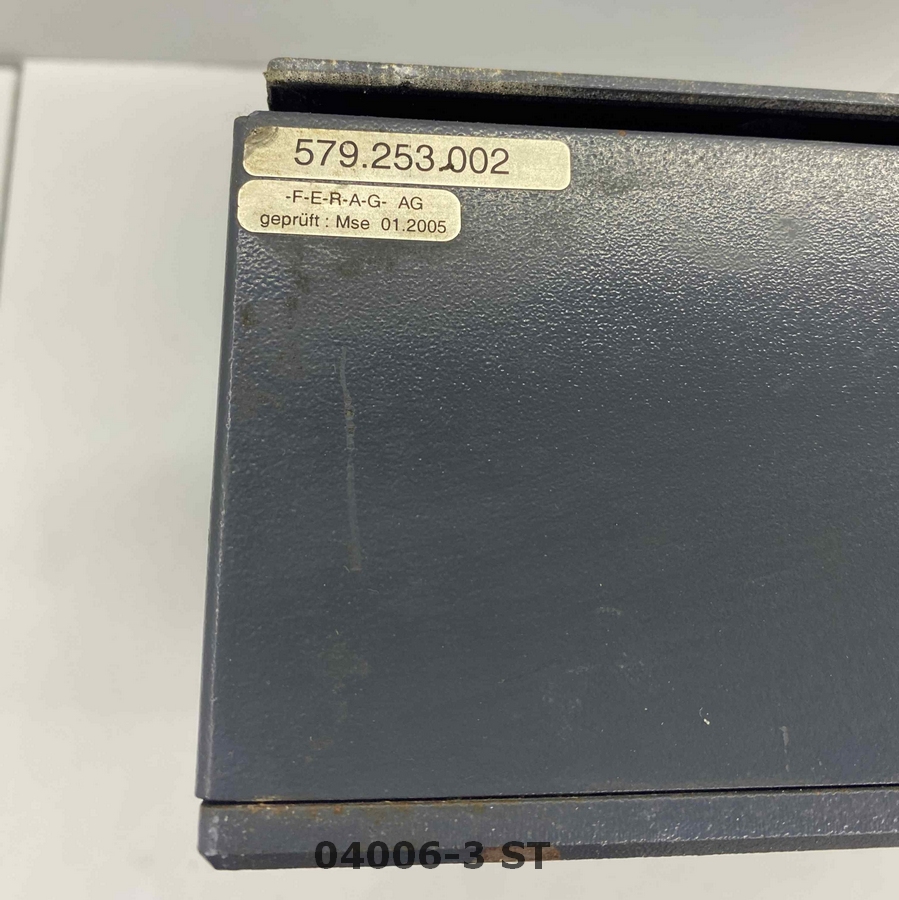 579.253.002
-F-E-R-A-G- AG
geprüft : Mse 01.2005
04006-3 ST